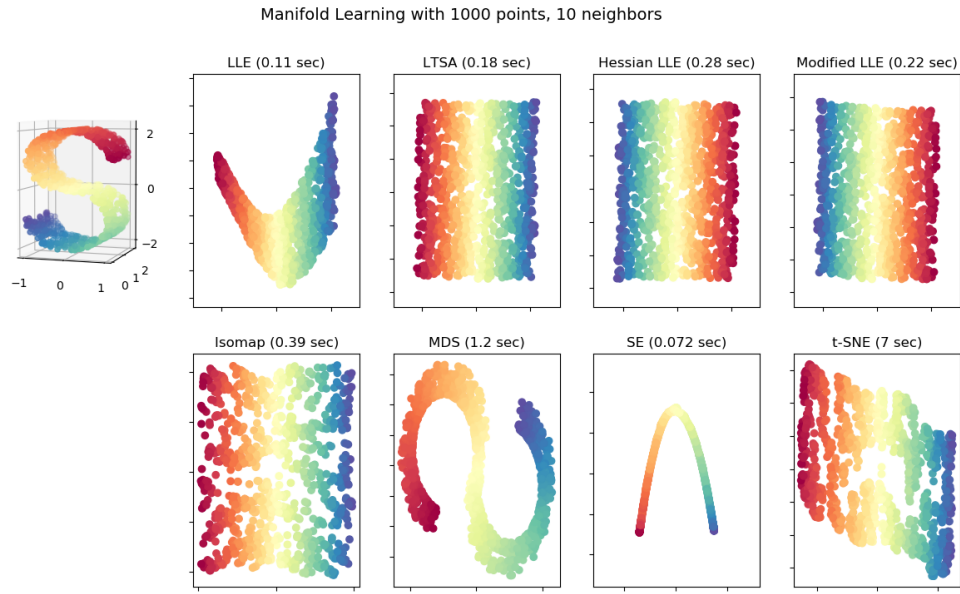 Manifold Learning with 1000 points, 10 neighbors
LLE (0.11 sec)
LTSA (0.18 sec)
Hessian LLE (0.28 sec)
Modified LLE (0.22 sec)
2
0
−2
−1
0
1
0
1
2
Isomap (0.39 sec)
MDS (1.2 sec)
SE (0.072 sec)
t-SNE (7 sec)